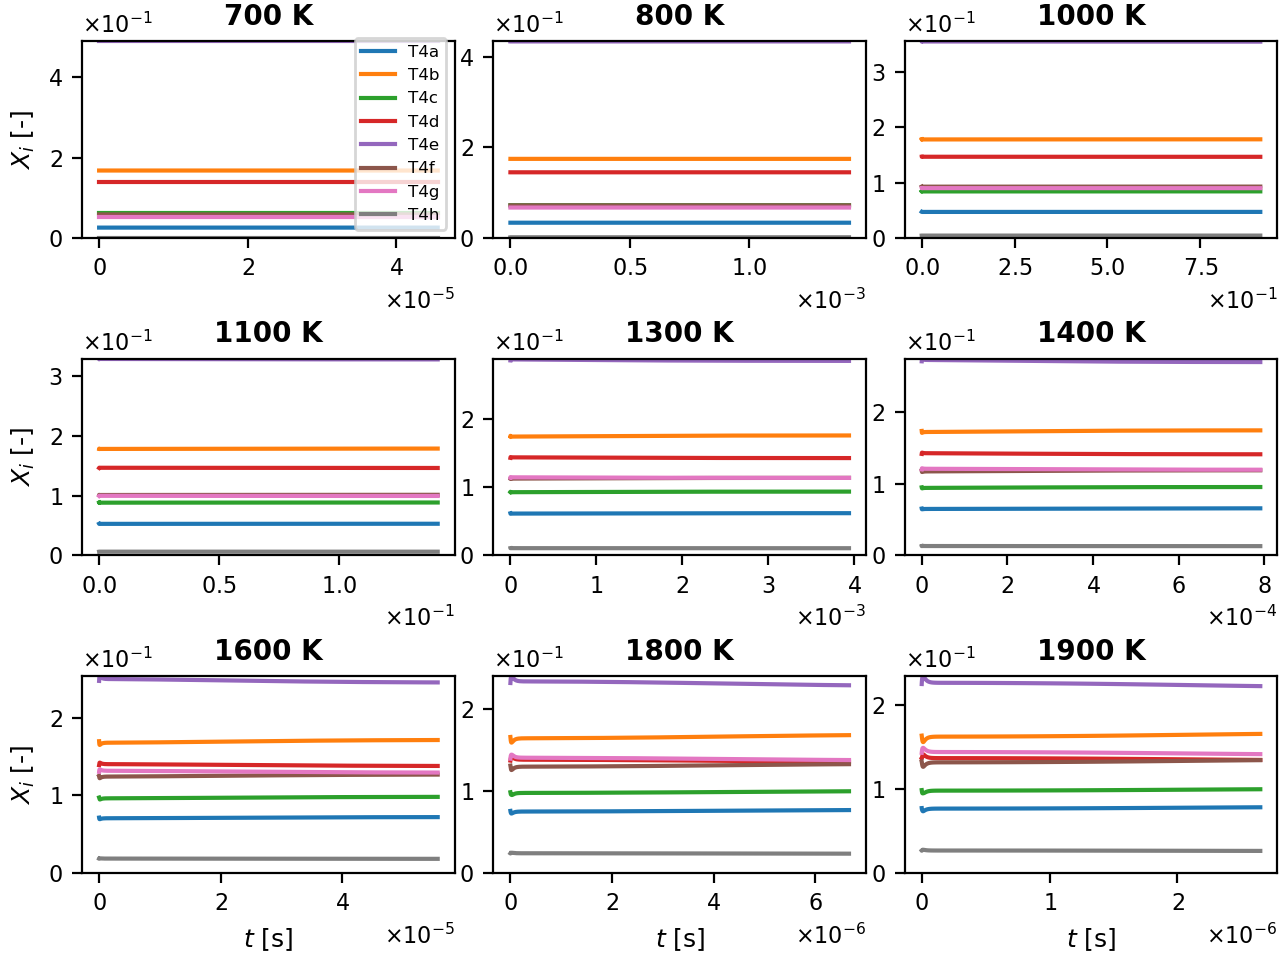 700 K
800 K
1000 K
×10⁻¹
×10⁻¹
×10⁻¹
4
2
0
X_i [-]
T4a
T4b
T4c
T4d
T4e
T4f
T4g
T4h
0 2 4
×10⁻⁵
4
2
0
0.0 0.5 1.0
×10⁻³
3
2
1
0
0.0 2.5 5.0 7.5
×10⁻¹
1100 K
1300 K
1400 K
×10⁻¹
×10⁻¹
×10⁻¹
3
2
1
0
X_i [-]
0.0 0.5 1.0
×10⁻¹
2
1
0
0 1 2 3 4
×10⁻³
2
1
0
0 2 4 6 8
×10⁻⁴
1600 K
1800 K
1900 K
×10⁻¹
×10⁻¹
×10⁻¹
2
1
0
X_i [-]
0 2 4
t [s]
×10⁻⁵
2
1
0
0 2 4 6
t [s]
×10⁻⁶
2
1
0
0 1 2
t [s]
×10⁻⁶